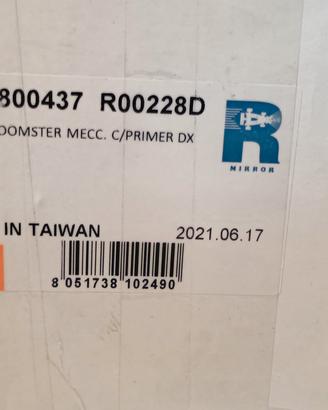 800437 R00228D
OOMSTER MECC. C/PRIMER DX
R
MIRROR
IN TAIWAN 2021.06.17
8 051738 102490